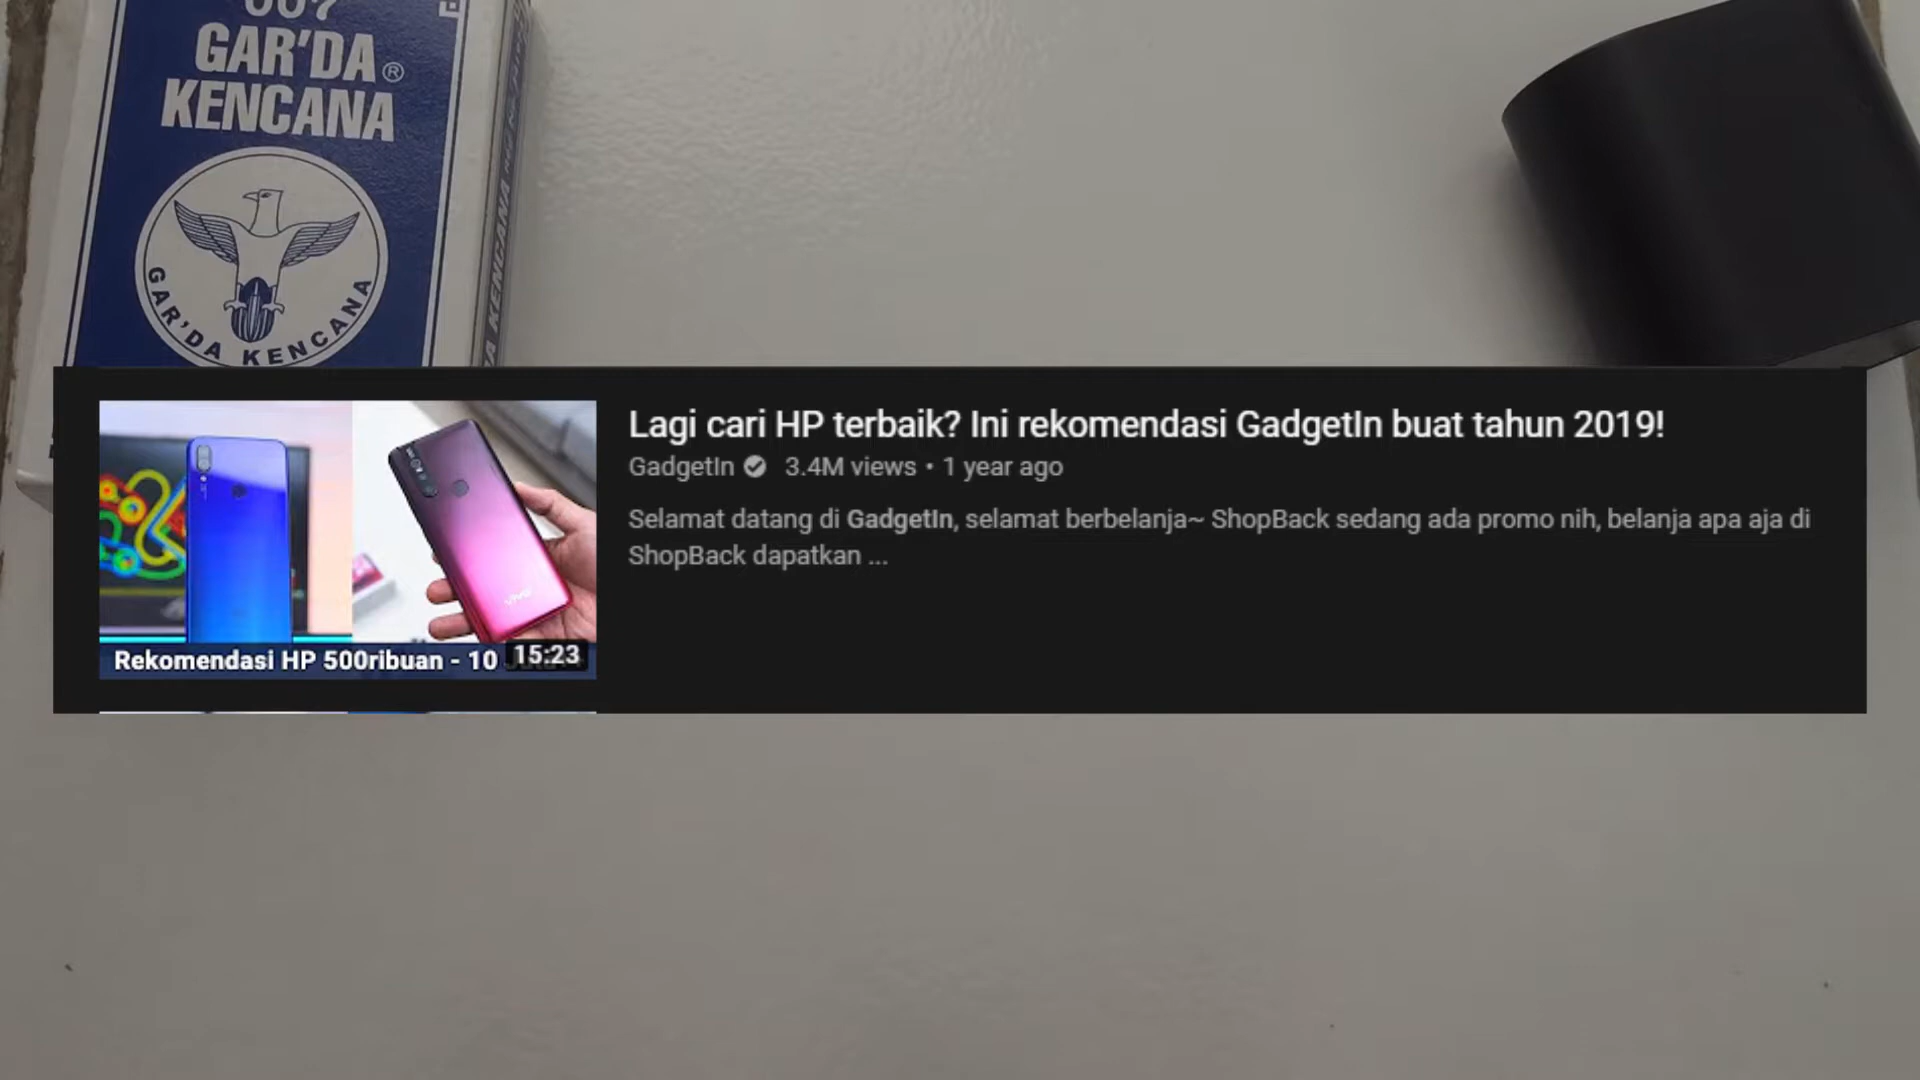 GAR'DA®
KENCANA
GAR'DA KENCANA
Lagi cari HP terbaik? Ini rekomendasi GadgetIn buat tahun 2019!
GadgetIn 3.4M views • 1 year ago
Selamat datang di GadgetIn, selamat berbelanja~ ShopBack sedang ada promo nih, belanja apa aja di
ShopBack dapatkan ...
vivo
Rekomendasi HP 500ribuan - 10
15:23